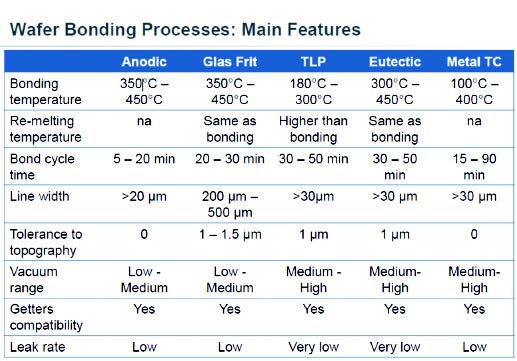 Wafer Bonding Processes: Main Features
Anodic Glas Frit TLP Eutectic Metal TC
Bonding temperature 350°C – 450°C 350°C – 450°C 180°C – 300°C 300°C – 450°C 100°C – 400°C
Re-melting temperature na Same as bonding Higher than bonding Same as bonding na
Bond cycle time 5 – 20 min 20 – 30 min 30 – 50 min 30 – 50 min 15 – 90 min
Line width >20 µm 200 µm – 500 µm >30µm >30 µm >30 µm
Tolerance to topography 0 1 – 1.5 µm 1 µm 1 µm 0
Vacuum range Low - Medium Low - Medium Medium - High Medium- High Medium- High
Getters compatibility Yes Yes Yes Yes Yes
Leak rate Low Low Very low Very low Low